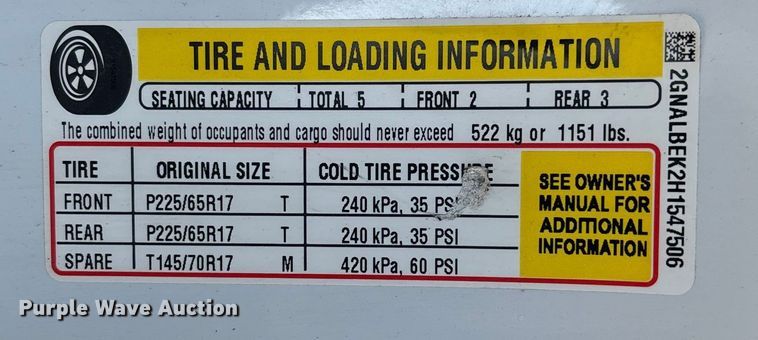 TIRE AND LOADING INFORMATION
SEATING CAPACITY TOTAL 5 FRONT 2 REAR 3
The combined weight of occupants and cargo should never exceed 522 kg or 1151 lbs.
TIRE ORIGINAL SIZE COLD TIRE PRESSURE
FRONT P225/65R17 T 240 kPa, 35 PSI
REAR P225/65R17 T 240 kPa, 35 PSI
SPARE T145/70R17 M 420 kPa, 60 PSI
SEE OWNER'S
MANUAL FOR
ADDITIONAL
INFORMATION
2GNALBEK2H1547506
Purple Wave Auction